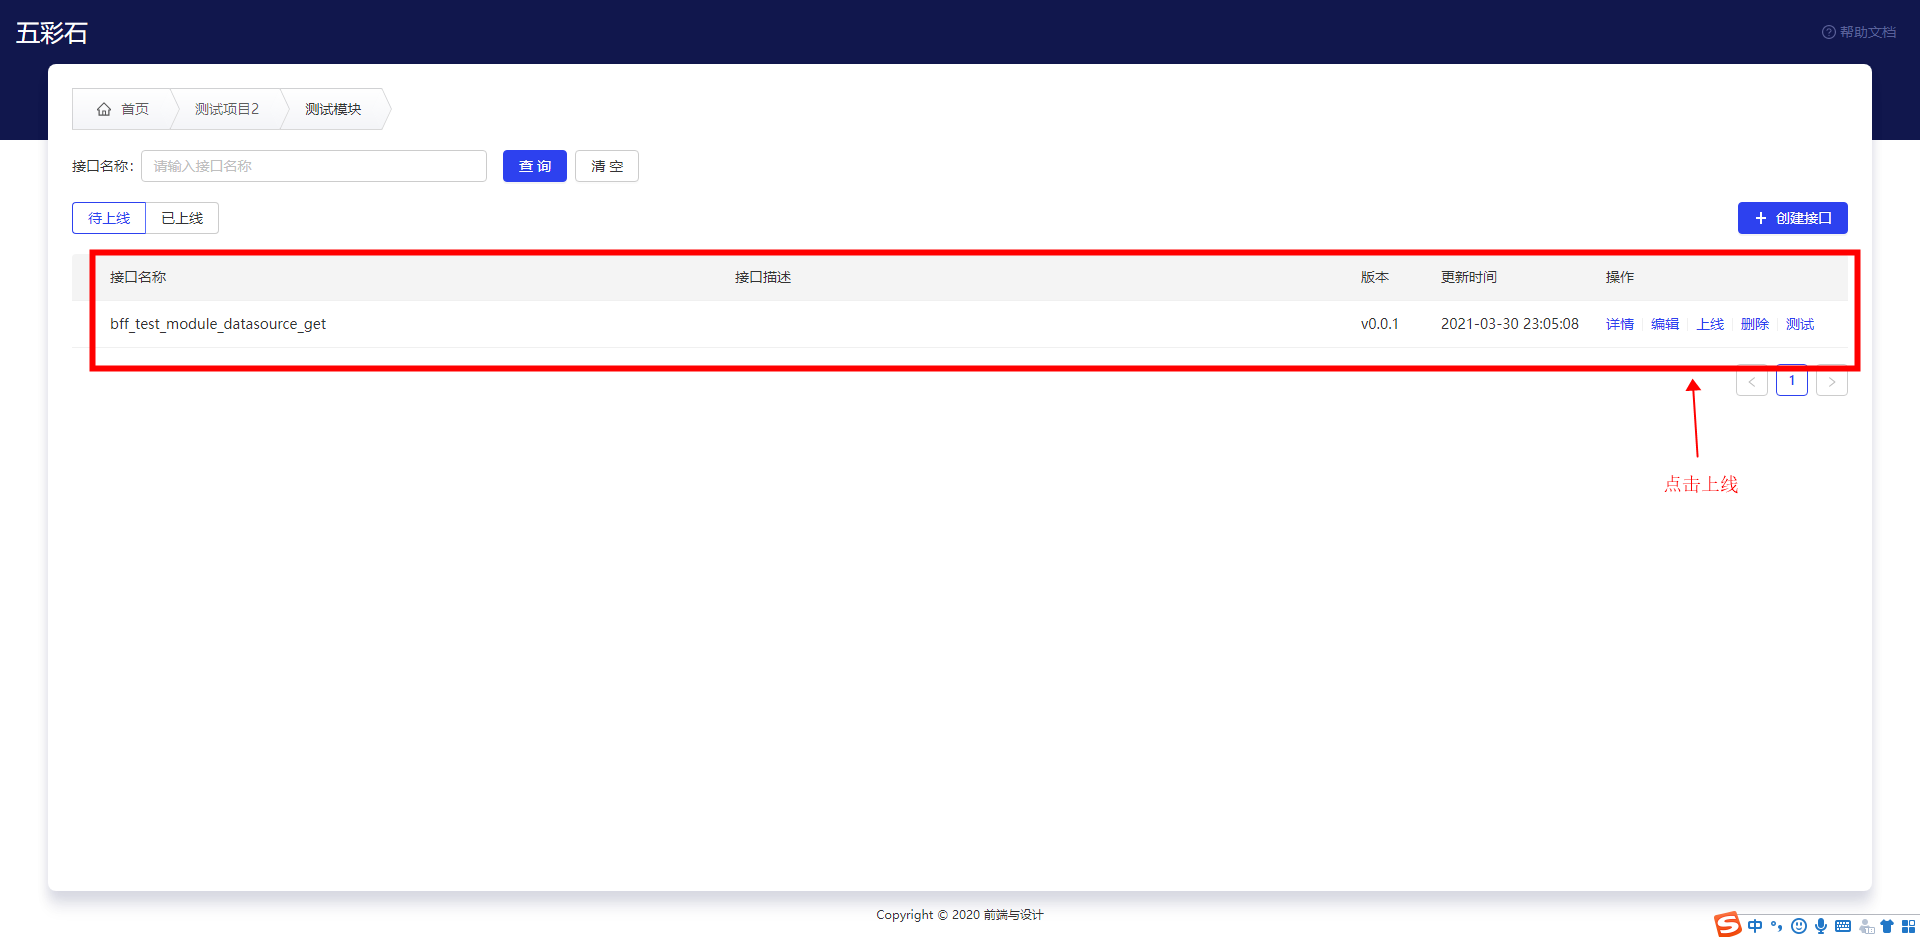 五彩石
帮助文档
首页 测试项目2 测试模块
接口名称: 请输入接口名称 查询 清空
待上线 已上线 创建接口
接口名称 接口描述 版本 更新时间 操作
bff_test_module_datasource_get v0.0.1 2021-03-30 23:05:08 详情 编辑 上线 删除 测试
1
点击上线
Copyright © 2020 前端与设计
中